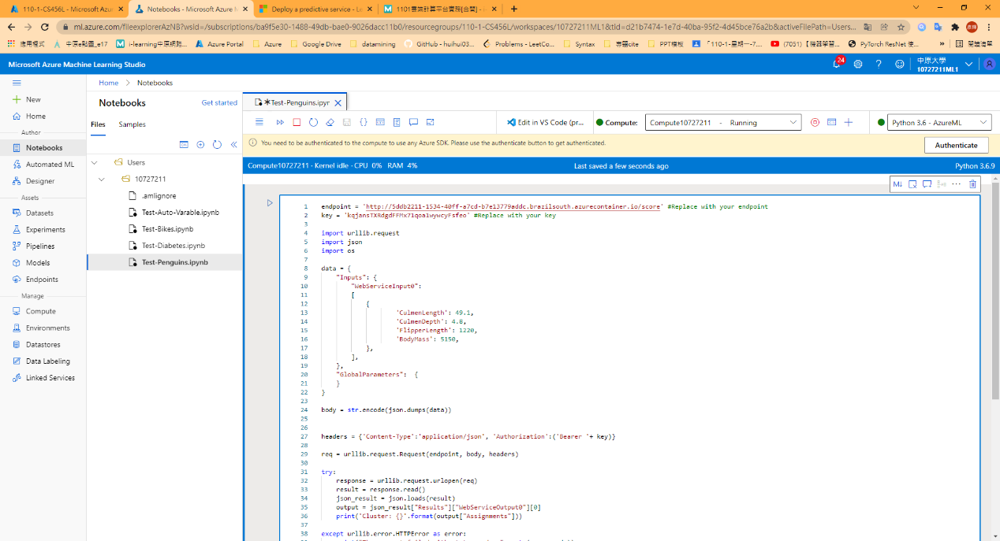 110-1-CS456L - Microsoft Azu
Notebooks - Microsoft Azure M
Deploy a predictive service - Le
1101雲端計算平台實務[合開] -
ml.azure.com/fileexplorerAzNB?wsid=/subscriptions/ba9f5e30-1488-49db-bae0-9026dacc11b0/resourcegroups/110-1-CS456L/workspaces/10727211ML1&tid=d21b7474-1e7d-40ba-95f2-4d45bce76a2b&activeFilePath=Users...
應用程式
中原e點靈_e17
i-learning中原網路...
Azure Portal
Azure
Google Drive
datamining
GitHub - huihui03...
Problems - LeetCo...
Syntax
專題cite
PPT模板
「110-1-星期一-7....
(7051)【機器學習...
PyTorch ResNet 使...
»
閱讀清單
Microsoft Azure Machine Learning Studio
24
中原大學
10727211ML1
New
Home
Author
Notebooks
Automated ML
Designer
Assets
Datasets
Experiments
Pipelines
Models
Endpoints
Manage
Compute
Environments
Datastores
Data Labeling
Linked Services
Home > Notebooks
Notebooks
Get started
Files
Samples
Users
10727211
.amlignore
Test-Auto-Varable.ipynb
Test-Bikes.ipynb
Test-Diabetes.ipynb
Test-Penguins.ipynb
*Test-Penguins.ipyr
Edit in VS Code (pr...
Compute:
Compute10727211 - Running
Python 3.6 - AzureML
You need to be authenticated to the compute to use any Azure SDK. Please use the authenticate button to get authenticated.
Authenticate
Compute10727211 · Kernel idle · CPU 0% RAM 4%
Last saved a few seconds ago
Python 3.6.9
M↓
1 endpoint = 'http://5ddb2211-1534-40ff-a7cd-b7e13779addc.brazilsouth.azurecontainer.io/score' #Replace with your endpoint
2 key = 'kqjansTXRdgdFFMx71qoa1wywcyFsfeo' #Replace with your key
3
4 import urllib.request
5 import json
6 import os
7
8 data = {
9 "Inputs": {
10 "WebServiceInput0":
11 [
12 {
13 'CulmenLength': 49.1,
14 'CulmenDepth': 4.8,
15 'FlipperLength': 1220,
16 'BodyMass': 5150,
17 },
18 ],
19 },
20 "GlobalParameters": {
21 }
22 }
23
24 body = str.encode(json.dumps(data))
25
26
27 headers = {'Content-Type':'application/json', 'Authorization':('Bearer '+ key)}
28
29 req = urllib.request.Request(endpoint, body, headers)
30
31 try:
32 response = urllib.request.urlopen(req)
33 result = response.read()
34 json_result = json.loads(result)
35 output = json_result["Results"]["WebServiceOutput0"][0]
36 print('Cluster: {}'.format(output["Assignments"]))
37
38 except urllib.error.HTTPError as error: